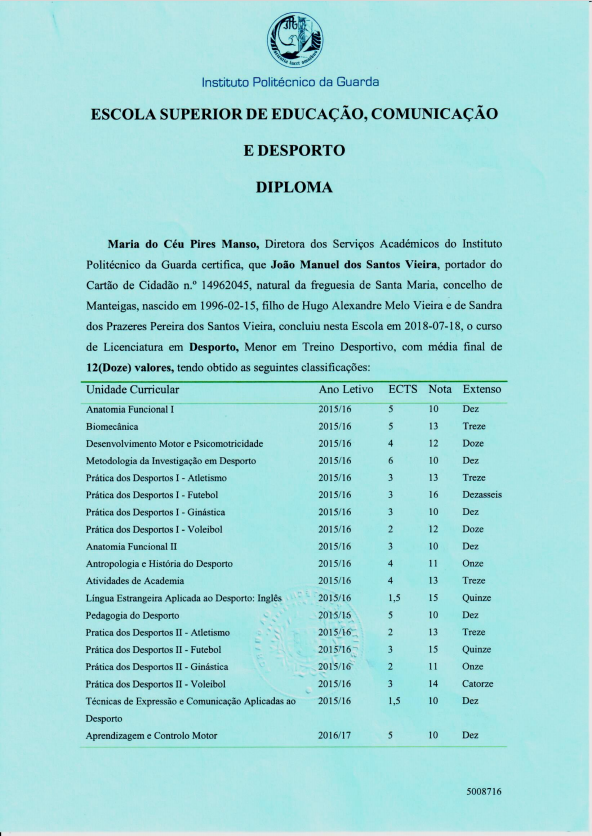 Instituto Politécnico da Guarda
ESCOLA SUPERIOR DE EDUCAÇÃO, COMUNICAÇÃO
E DESPORTO
DIPLOMA
Maria do Céu Pires Manso, Diretora dos Serviços Académicos do Instituto
Politécnico da Guarda certifica, que João Manuel dos Santos Vieira, portador do
Cartão de Cidadão n.º 14962045, natural da freguesia de Santa Maria, concelho de
Manteigas, nascido em 1996-02-15, filho de Hugo Alexandre Melo Vieira e de Sandra
dos Prazeres Pereira dos Santos Vieira, concluiu nesta Escola em 2018-07-18, o curso
de Licenciatura em Desporto, Menor em Treino Desportivo, com média final de
12(Doze) valores, tendo obtido as seguintes classificações:
Unidade Curricular Ano Letivo ECTS Nota Extenso
Anatomia Funcional I 2015/16 5 10 Dez
Biomecânica 2015/16 5 13 Treze
Desenvolvimento Motor e Psicomotricidade 2015/16 4 12 Doze
Metodologia da Investigação em Desporto 2015/16 6 10 Dez
Prática dos Desportos I - Atletismo 2015/16 3 13 Treze
Prática dos Desportos I - Futebol 2015/16 3 16 Dezasseis
Prática dos Desportos I - Ginástica 2015/16 3 10 Dez
Prática dos Desportos I - Voleibol 2015/16 2 12 Doze
Anatomia Funcional II 2015/16 3 10 Dez
Antropologia e História do Desporto 2015/16 4 11 Onze
Atividades de Academia 2015/16 4 13 Treze
Língua Estrangeira Aplicada ao Desporto: Inglês 2015/16 1,5 15 Quinze
Pedagogia do Desporto 2015/16 5 10 Dez
Pratica dos Desportos II - Atletismo 2015/16 2 13 Treze
Prática dos Desportos II - Futebol 2015/16 3 15 Quinze
Prática dos Desportos II - Ginástica 2015/16 2 11 Onze
Prática dos Desportos II - Voleibol 2015/16 3 14 Catorze
Técnicas de Expressão e Comunicação Aplicadas ao 2015/16 1,5 10 Dez
Desporto
Aprendizagem e Controlo Motor 2016/17 5 10 Dez
5008716